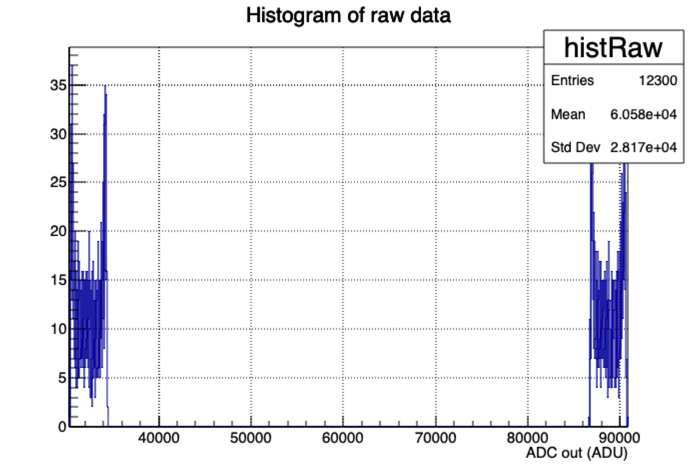 Histogram of raw data
histRaw
Entries 12300
Mean 6.058e+04
Std Dev 2.817e+04
35
30
25
20
15
10
5
0
40000 50000 60000 70000 80000 90000
ADC out (ADU)